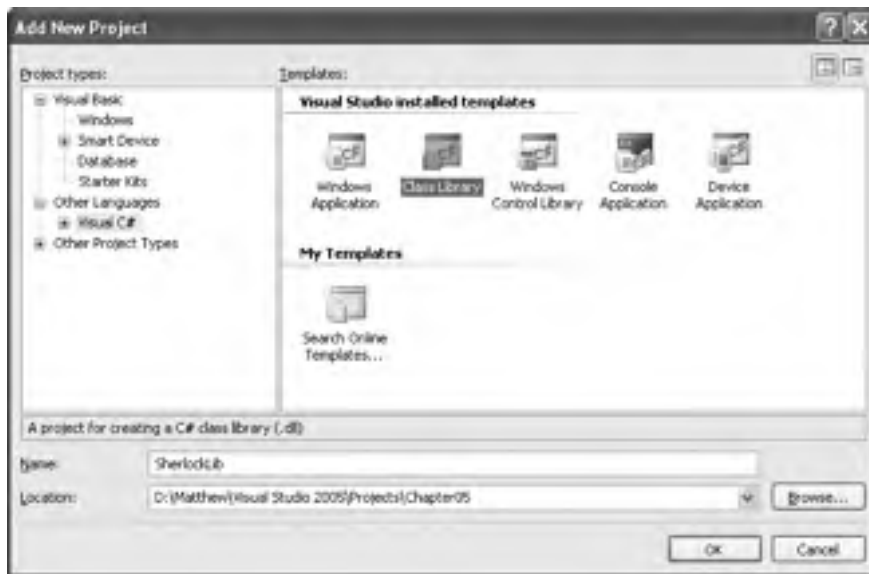 Add New Project
Project types:
Visual Basic
Windows
Smart Device
Database
Starter Kits
Other Languages
Visual C#
Other Project Types
Templates:
Visual Studio installed templates
Windows
Application
Class Library
Windows
Control Library
Console
Application
Device
Application
My Templates
Search Online
Templates...
A project for creating a C# class library (.dll)
Name:
SherlockLib
Location:
D:\Matthew\Visual Studio 2005\Projects\Chapter05
Browse...
OK
Cancel